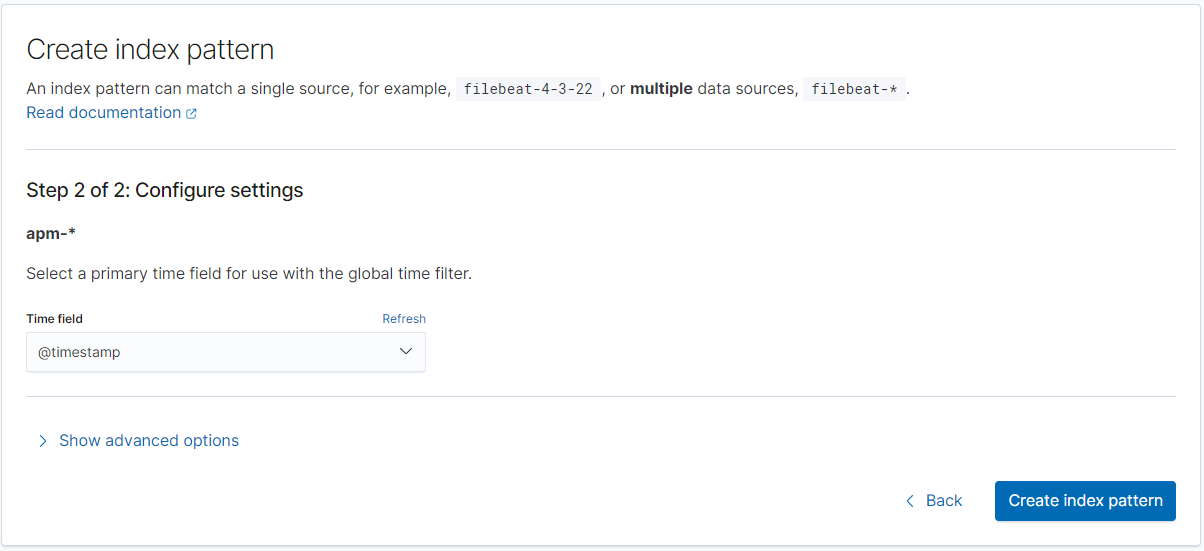 Create index pattern
An index pattern can match a single source, for example, filebeat-4-3-22 , or multiple data sources, filebeat-* .
Read documentation
Step 2 of 2: Configure settings
apm-*
Select a primary time field for use with the global time filter.
Time field Refresh
@timestamp
Show advanced options
Back Create index pattern